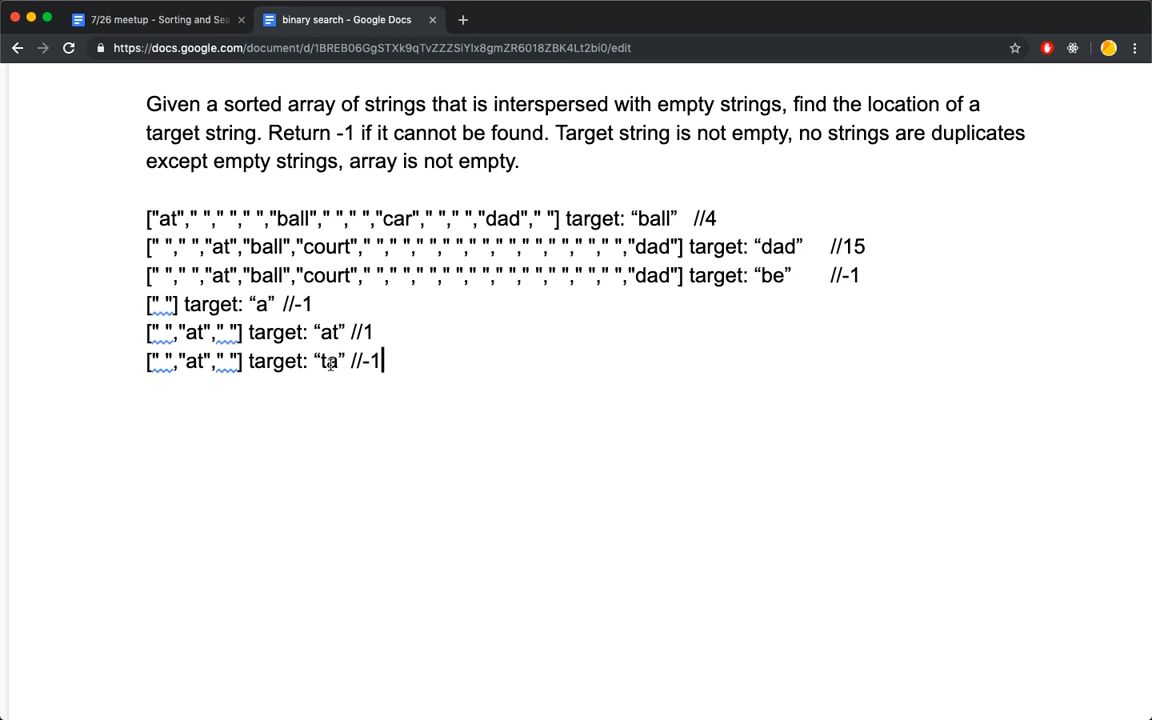 7/26 meetup - Sorting and Sea
binary search - Google Docs
https://docs.google.com/document/d/1BREB06GgSTXk9qTvZZZSiYlx8gmZR6018ZBK4Lt2bi0/edit
Given a sorted array of strings that is interspersed with empty strings, find the location of a
target string. Return -1 if it cannot be found. Target string is not empty, no strings are duplicates
except empty strings, array is not empty.
["at"," "," "," ","ball"," "," ","car"," "," ","dad"," "] target: “ball” //4
[" "," ","at","ball","court"," "," "," "," "," "," "," "," "," "," ","dad"] target: “dad” //15
[" "," ","at","ball","court"," "," "," "," "," "," "," "," "," "," ","dad"] target: “be” //-1
[" "] target: “a” //-1
[" ","at"," "] target: “at” //1
[" ","at"," "] target: “ta” //-1